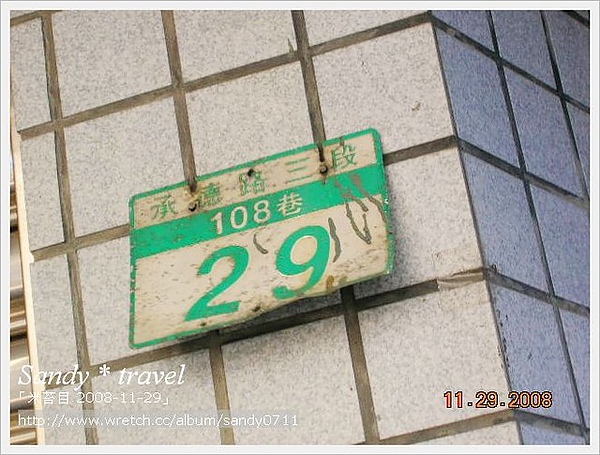 承德路三段
108巷
29
Sandy * travel
「米苔目 2008-11-29」
http://www.wretch.cc/album/sandy0711
11.29.2008